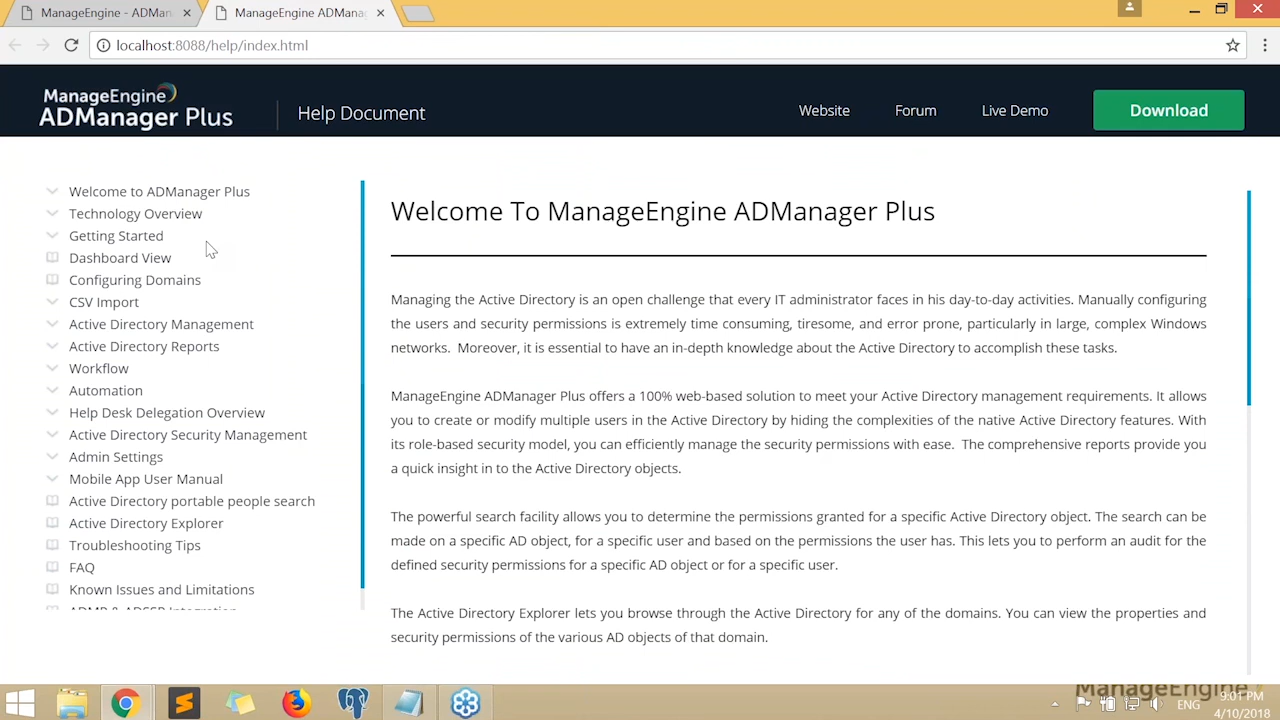 ManageEngine - ADMan
ManageEngine ADMana
localhost:8088/help/index.html
ManageEngine
ADManager Plus
Help Document
Website
Forum
Live Demo
Download
Welcome to ADManager Plus
Technology Overview
Getting Started
Dashboard View
Configuring Domains
CSV Import
Active Directory Management
Active Directory Reports
Workflow
Automation
Help Desk Delegation Overview
Active Directory Security Management
Admin Settings
Mobile App User Manual
Active Directory portable people search
Active Directory Explorer
Troubleshooting Tips
FAQ
Known Issues and Limitations
ADMP & ADSSP Integration
Welcome To ManageEngine ADManager Plus
Managing the Active Directory is an open challenge that every IT administrator faces in his day-to-day activities. Manually configuring
the users and security permissions is extremely time consuming, tiresome, and error prone, particularly in large, complex Windows
networks. Moreover, it is essential to have an in-depth knowledge about the Active Directory to accomplish these tasks.
ManageEngine ADManager Plus offers a 100% web-based solution to meet your Active Directory management requirements. It allows
you to create or modify multiple users in the Active Directory by hiding the complexities of the native Active Directory features. With
its role-based security model, you can efficiently manage the security permissions with ease. The comprehensive reports provide you
a quick insight in to the Active Directory objects.
The powerful search facility allows you to determine the permissions granted for a specific Active Directory object. The search can be
made on a specific AD object, for a specific user and based on the permissions the user has. This lets you to perform an audit for the
defined security permissions for a specific AD object or for a specific user.
The Active Directory Explorer lets you browse through the Active Directory for any of the domains. You can view the properties and
security permissions of the various AD objects of that domain.
ManageEngine
ENG
9:01 PM
4/10/2018